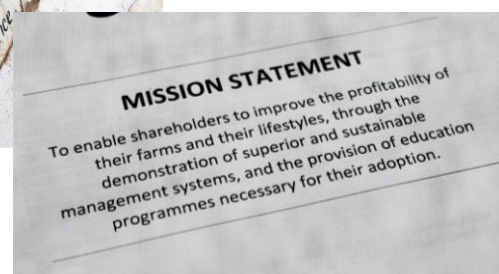 MISSION STATEMENT
To enable shareholders to improve the profitability of
their farms and their lifestyles, through the
demonstration of superior and sustainable
management systems, and the provision of education
programmes necessary for their adoption.